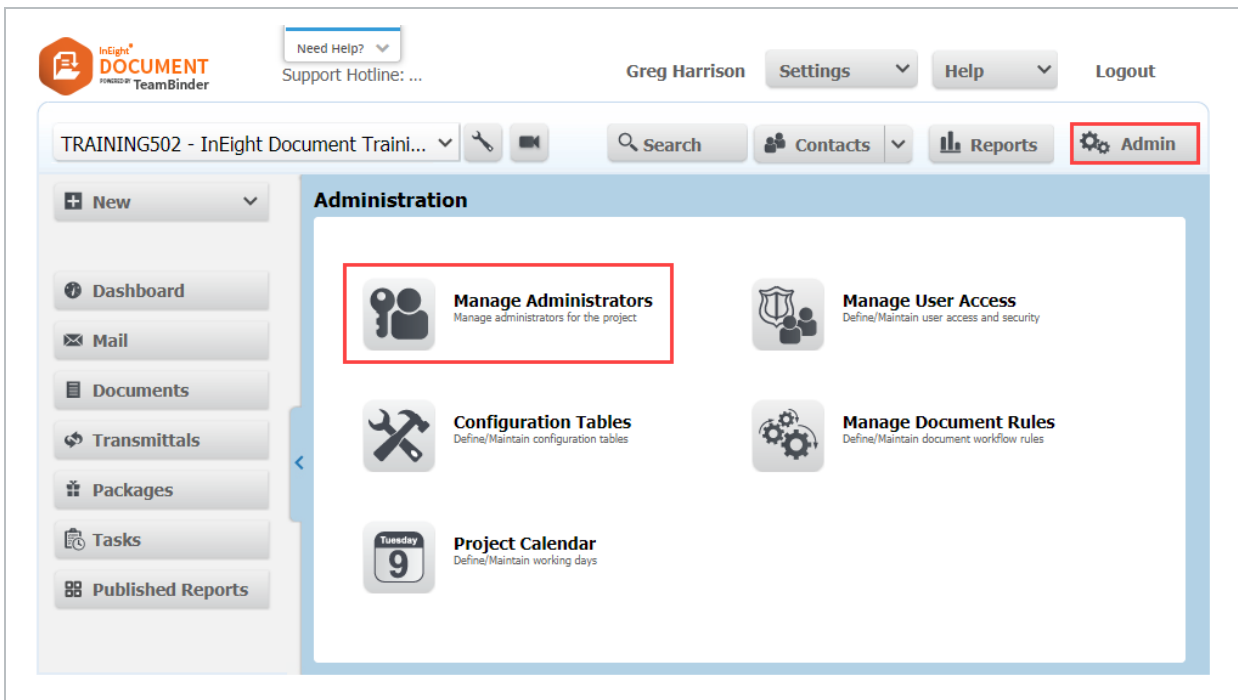 InEight®
DOCUMENT
POWERED BY TeamBinder
Need Help?
Support Hotline: ...
Greg Harrison
Settings
Help
Logout
TRAINING502 - InEight Document Traini...
Search
Contacts
Reports
Admin
New
Dashboard
Mail
Documents
Transmittals
Packages
Tasks
Published Reports
Administration
Manage Administrators
Manage administrators for the project
Manage User Access
Define/Maintain user access and security
Configuration Tables
Define/Maintain configuration tables
Manage Document Rules
Define/Maintain document workflow rules
Tuesday
9
Project Calendar
Define/Maintain working days